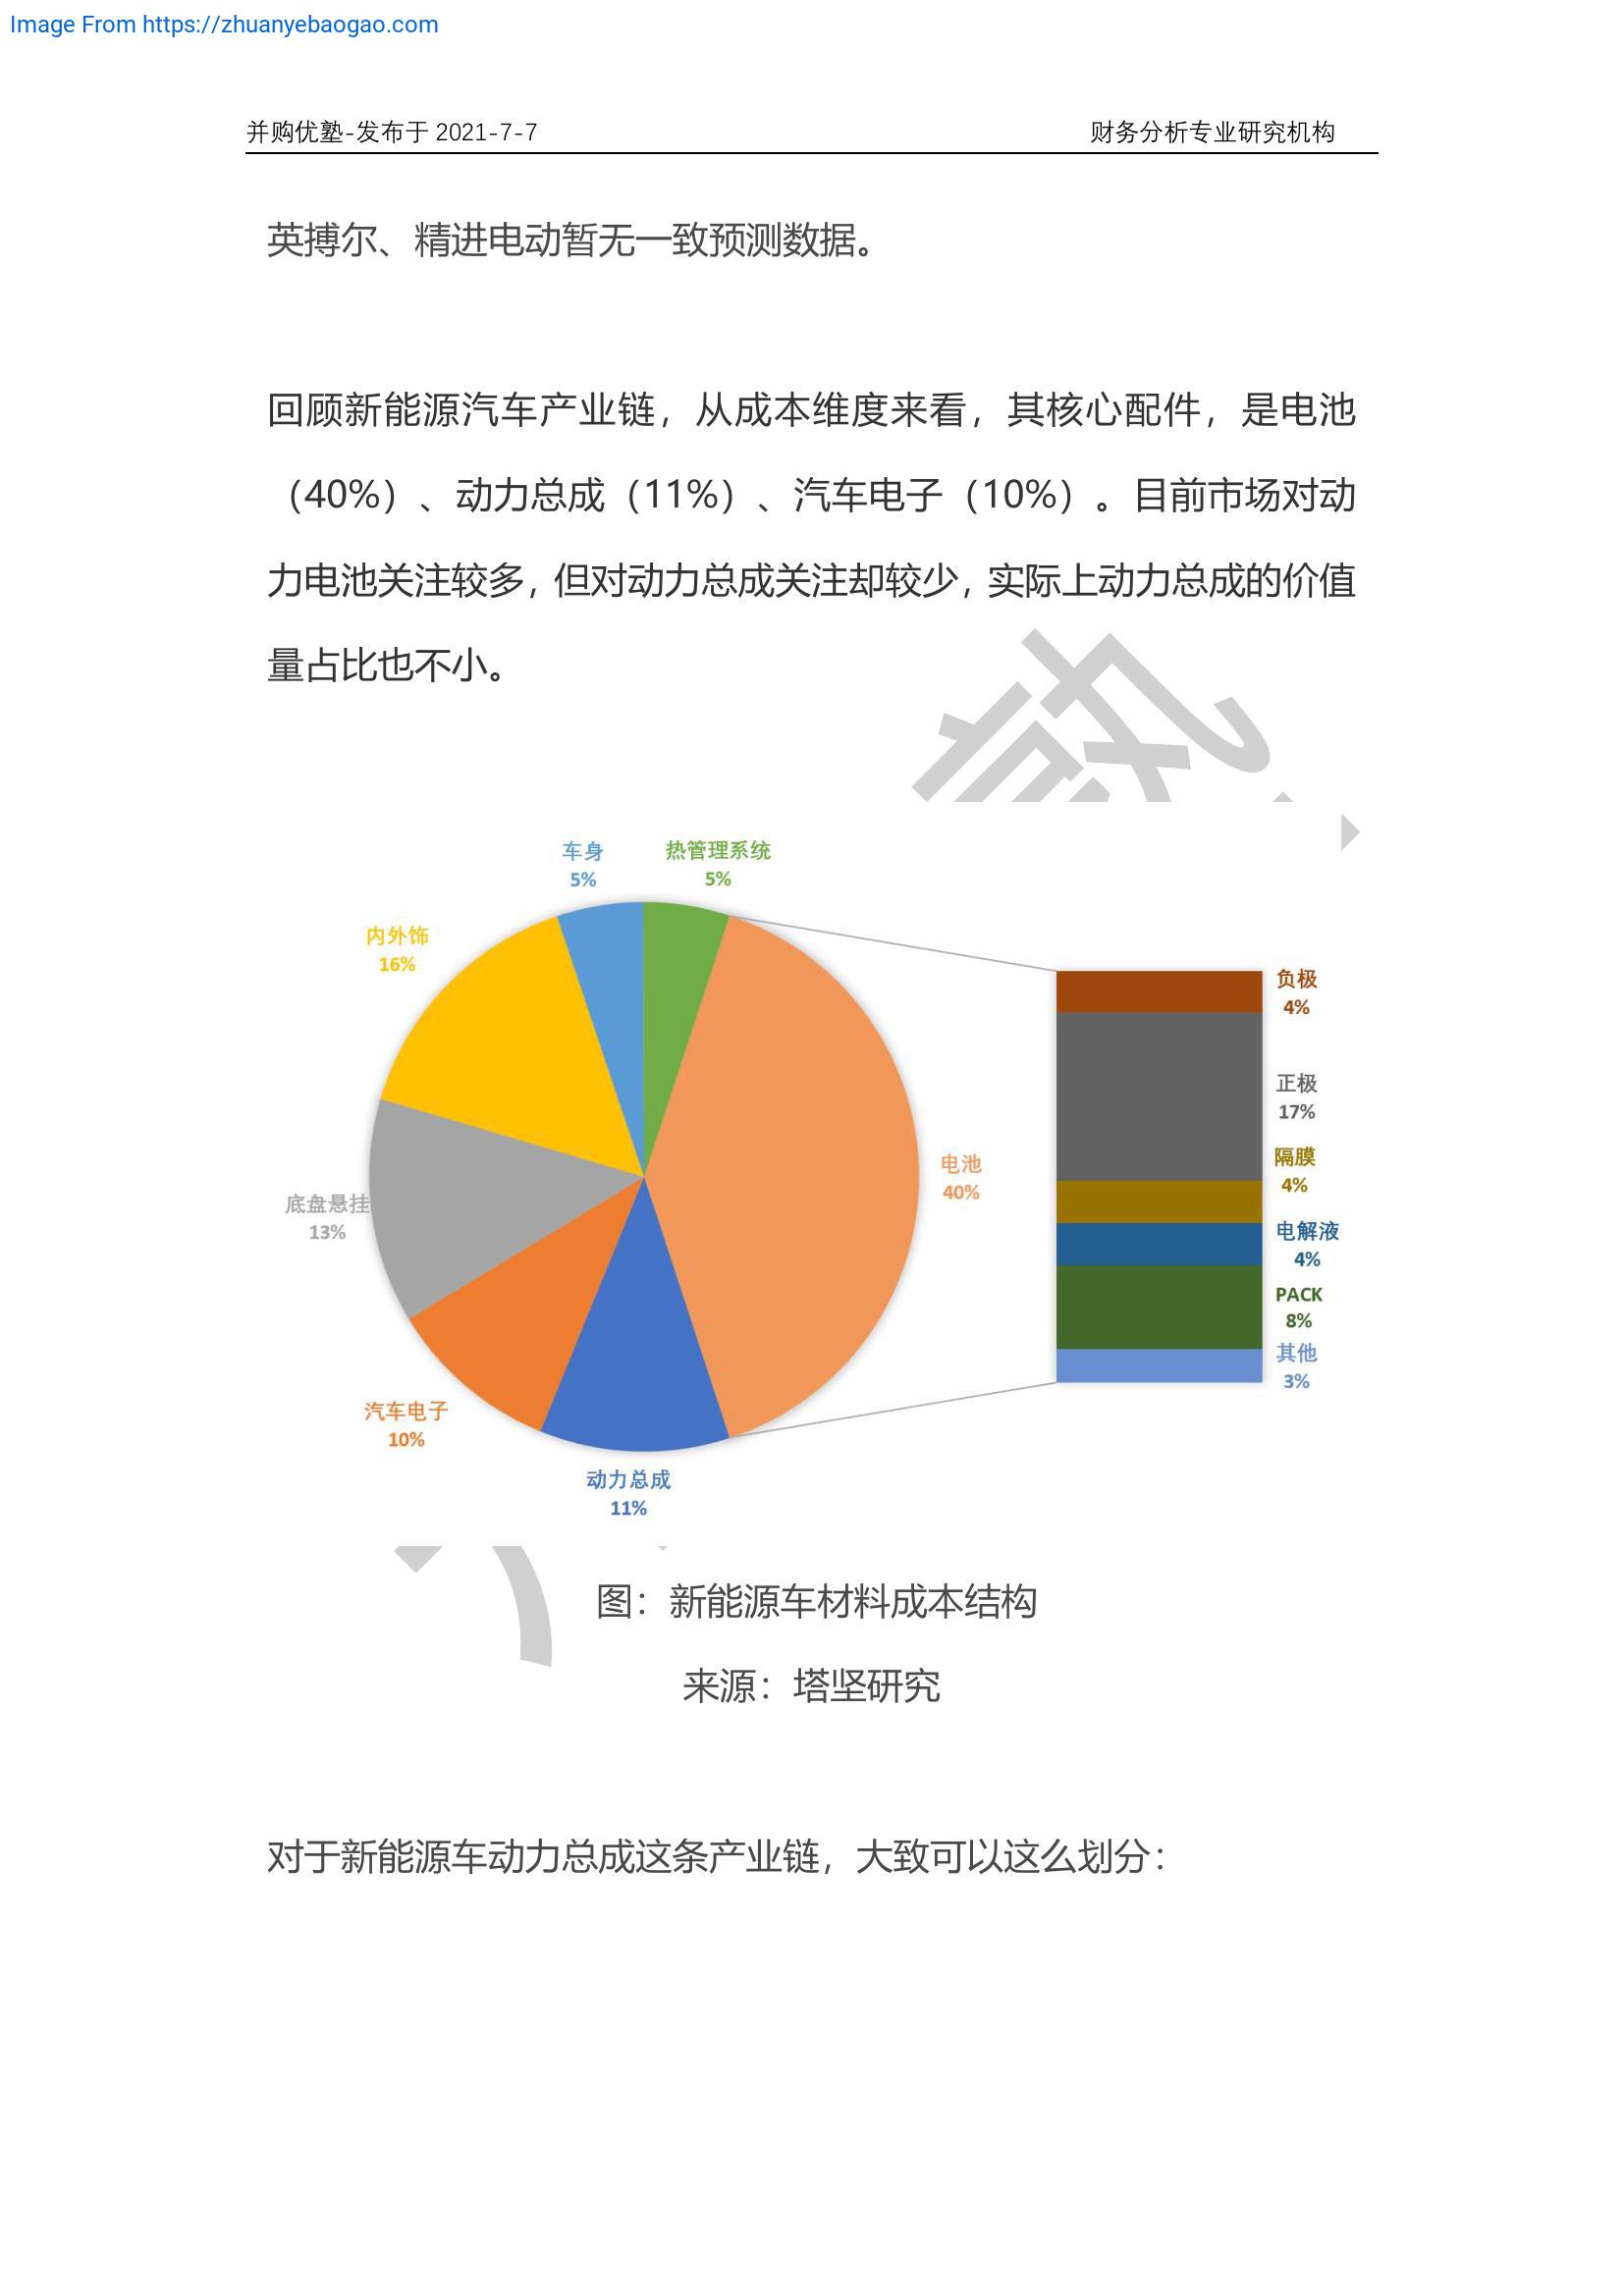 Image From https://zhuanyebaogao.com
并购优塾-发布于 2021-7-7 财务分析专业研究机构
英搏尔、精进电动暂无一致预测数据。
回顾新能源汽车产业链，从成本维度来看，其核心配件，是电池
（40%）、动力总成（11%）、汽车电子（10%）。目前市场对动
力电池关注较多，但对动力总成关注却较少，实际上动力总成的价值
量占比也不小。
车身
5%
热管理系统
5%
内外饰
16%
负极
4%
正极
17%
隔膜
4%
电池
40%
底盘悬挂
13%
电解液
4%
PACK
8%
其他
3%
汽车电子
10%
动力总成
11%
图：新能源车材料成本结构
来源：塔坚研究
对于新能源车动力总成这条产业链，大致可以这么划分：